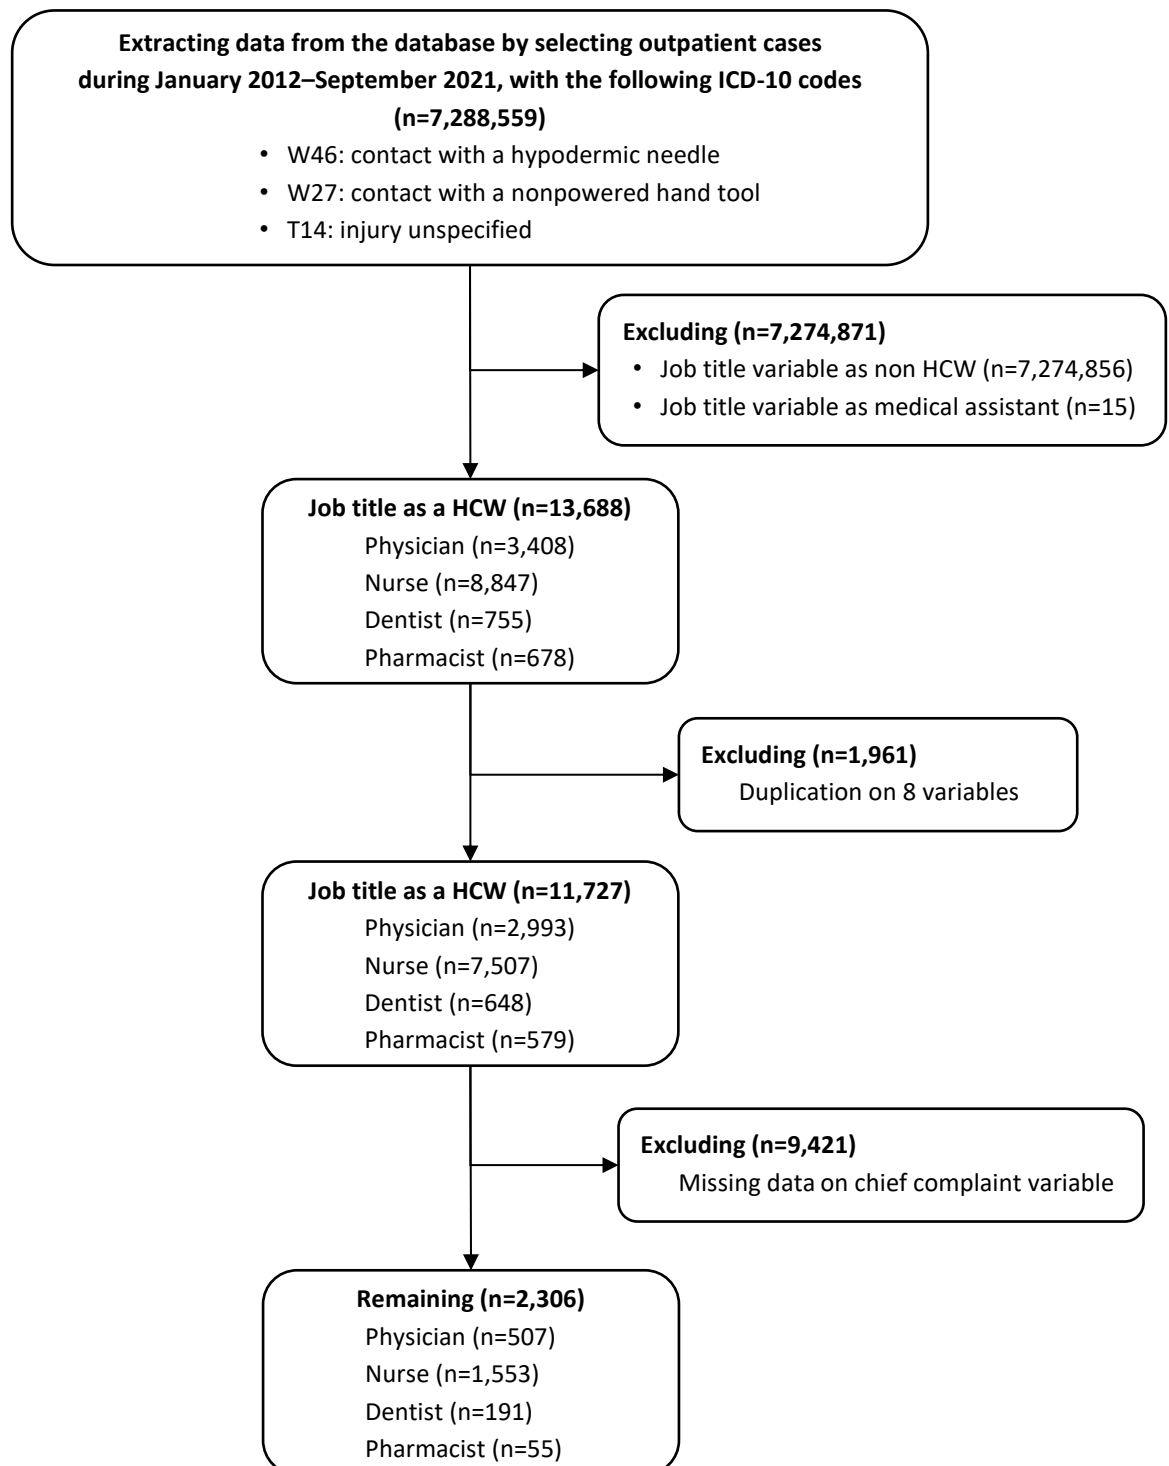 Extracting data from the database by selecting outpatient cases
during January 2012–September 2021, with the following ICD-10 codes
(n=7,288,559)
• W46: contact with a hypodermic needle
• W27: contact with a nonpowered hand tool
• T14: injury unspecified
Excluding (n=7,274,871)
• Job title variable as non HCW (n=7,274,856)
• Job title variable as medical assistant (n=15)
Job title as a HCW (n=13,688)
Physician (n=3,408)
Nurse (n=8,847)
Dentist (n=755)
Pharmacist (n=678)
Excluding (n=1,961)
Duplication on 8 variables
Job title as a HCW (n=11,727)
Physician (n=2,993)
Nurse (n=7,507)
Dentist (n=648)
Pharmacist (n=579)
Excluding (n=9,421)
Missing data on chief complaint variable
Remaining (n=2,306)
Physician (n=507)
Nurse (n=1,553)
Dentist (n=191)
Pharmacist (n=55)